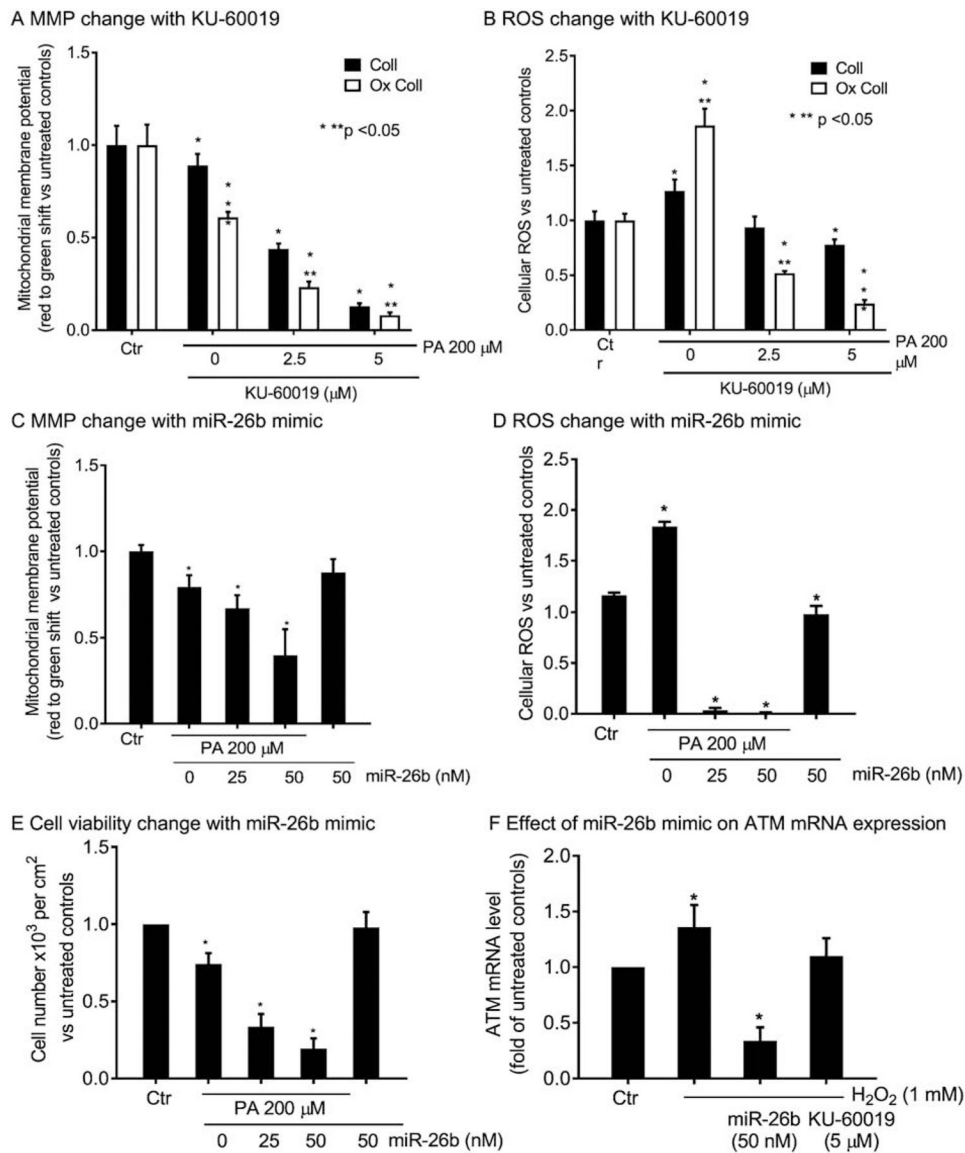 A MMP change with KU-60019
Mitochondrial membrane potential
(red to green shift vs untreated controls)
1.5
1.0
0.5
0.0
Coll
Ox Coll
* ** p <0.05
*
*
*
*
*
*
**
*
*
**
Ctr
0
2.5
5
PA 200 µM
KU-60019 (µM)
B ROS change with KU-60019
Cellular ROS vs untreated controls
2.5
2.0
1.5
1.0
0.5
0.0
Coll
Ox Coll
* ** p <0.05
*
*
**
*
**
*
*
*
*
Ct
r
0
2.5
5
PA 200
µM
KU-60019 (µM)
C MMP change with miR-26b mimic
Mitochondrial membrane potential
(red to green shift vs untreated controls)
1.5
1.0
0.5
0.0
*
*
*
Ctr
PA 200 µM
0
25
50
50
miR-26b (nM)
D ROS change with miR-26b mimic
Cellular ROS vs untreated controls
2.5
2.0
1.5
1.0
0.5
0.0
*
*
*
*
Ctr
PA 200 µM
0
25
50
50
miR-26b (nM)
E Cell viability change with miR-26b mimic
Cell number x10³ per cm²
vs untreated controls
1.5
1.0
0.5
0.0
*
*
*
Ctr
PA 200 µM
0
25
50
50
miR-26b (nM)
F Effect of miR-26b mimic on ATM mRNA expression
ATM mRNA level
(fold of untreated controls)
2.0
1.5
1.0
0.5
0.0
*
*
Ctr
H₂O₂ (1 mM)
miR-26b
(50 nM)
KU-60019
(5 µM)